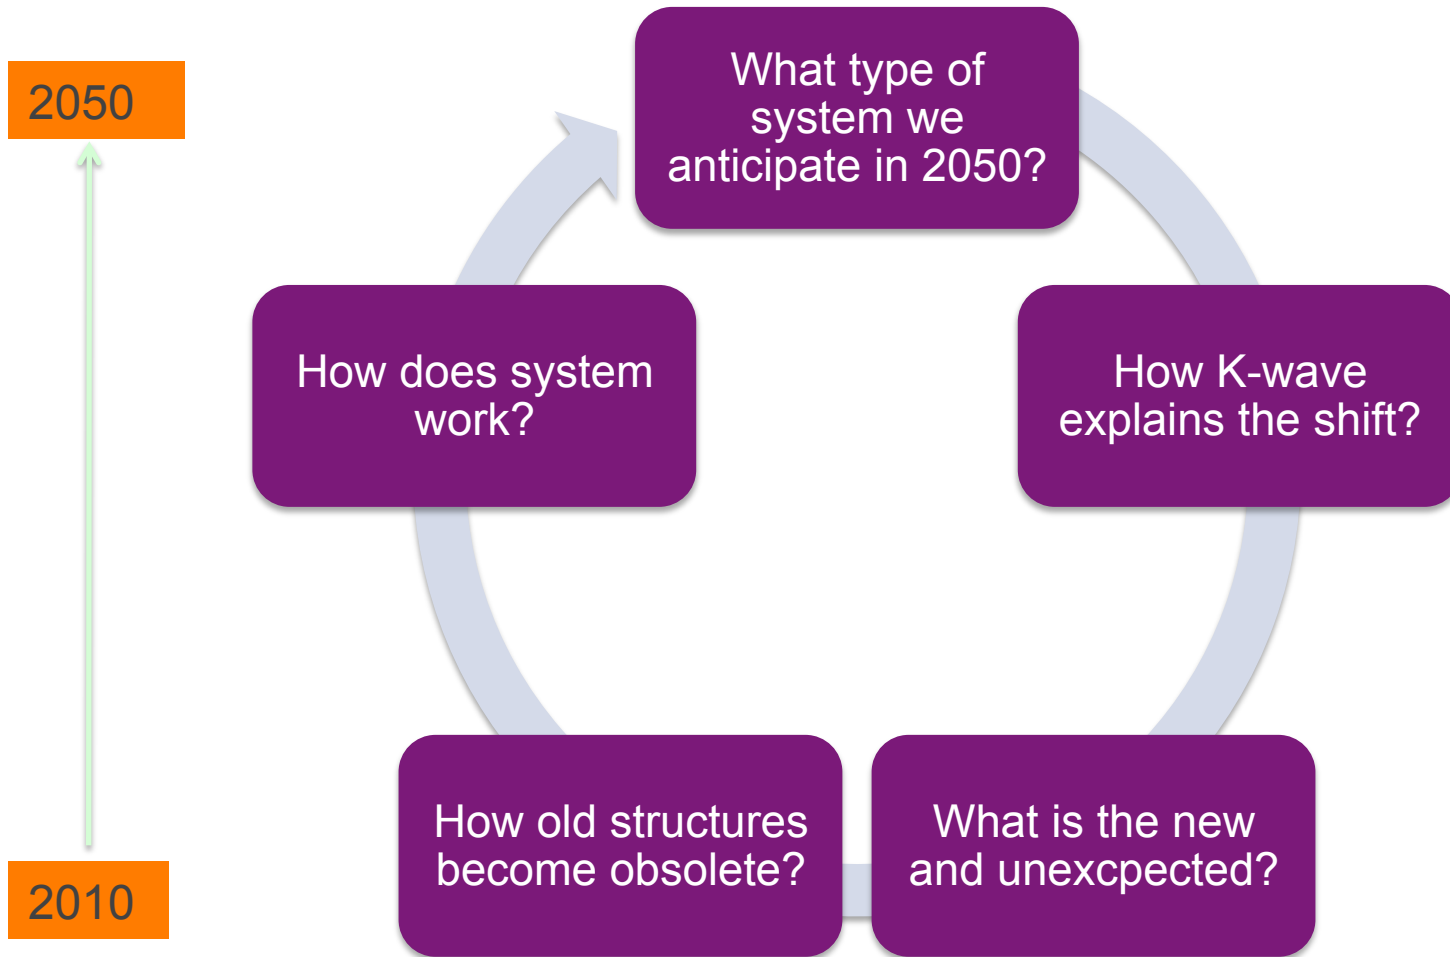 2050
What type of
system we
anticipate in 2050?
How does system
work?
How K-wave
explains the shift?
How old structures
become obsolete?
What is the new
and unexcpected?
2010